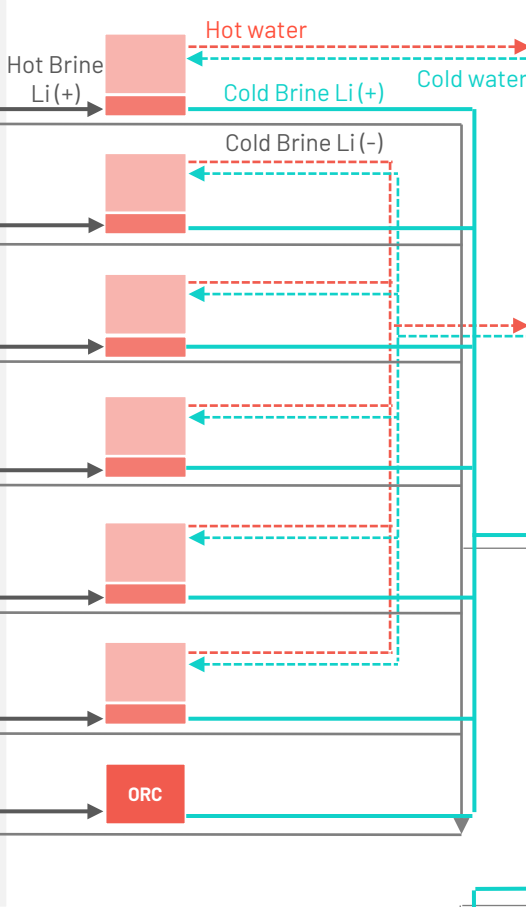 Hot water
Hot Brine
Li (+)
Cold water
Cold Brine Li (+)
Cold Brine Li (-)
ORC